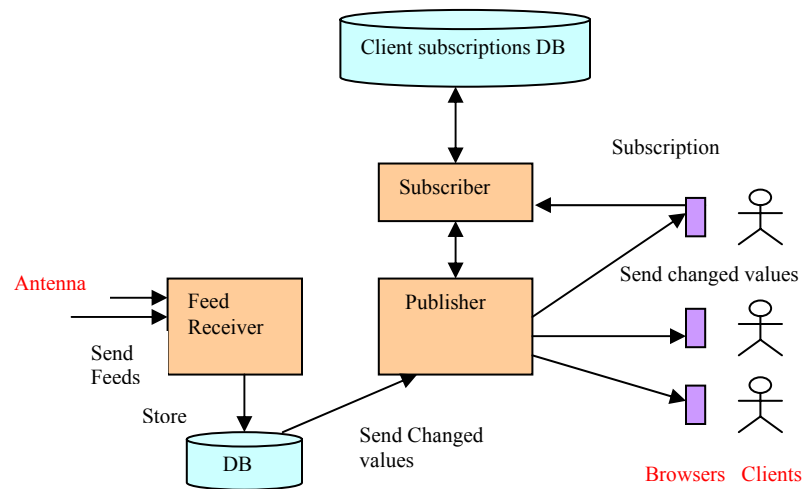 Client subscriptions DB
Subscription
Subscriber
Antenna
Feed
Receiver
Publisher
Send changed values
Send
Feeds
Store
Send Changed
values
DB
Browsers Clients